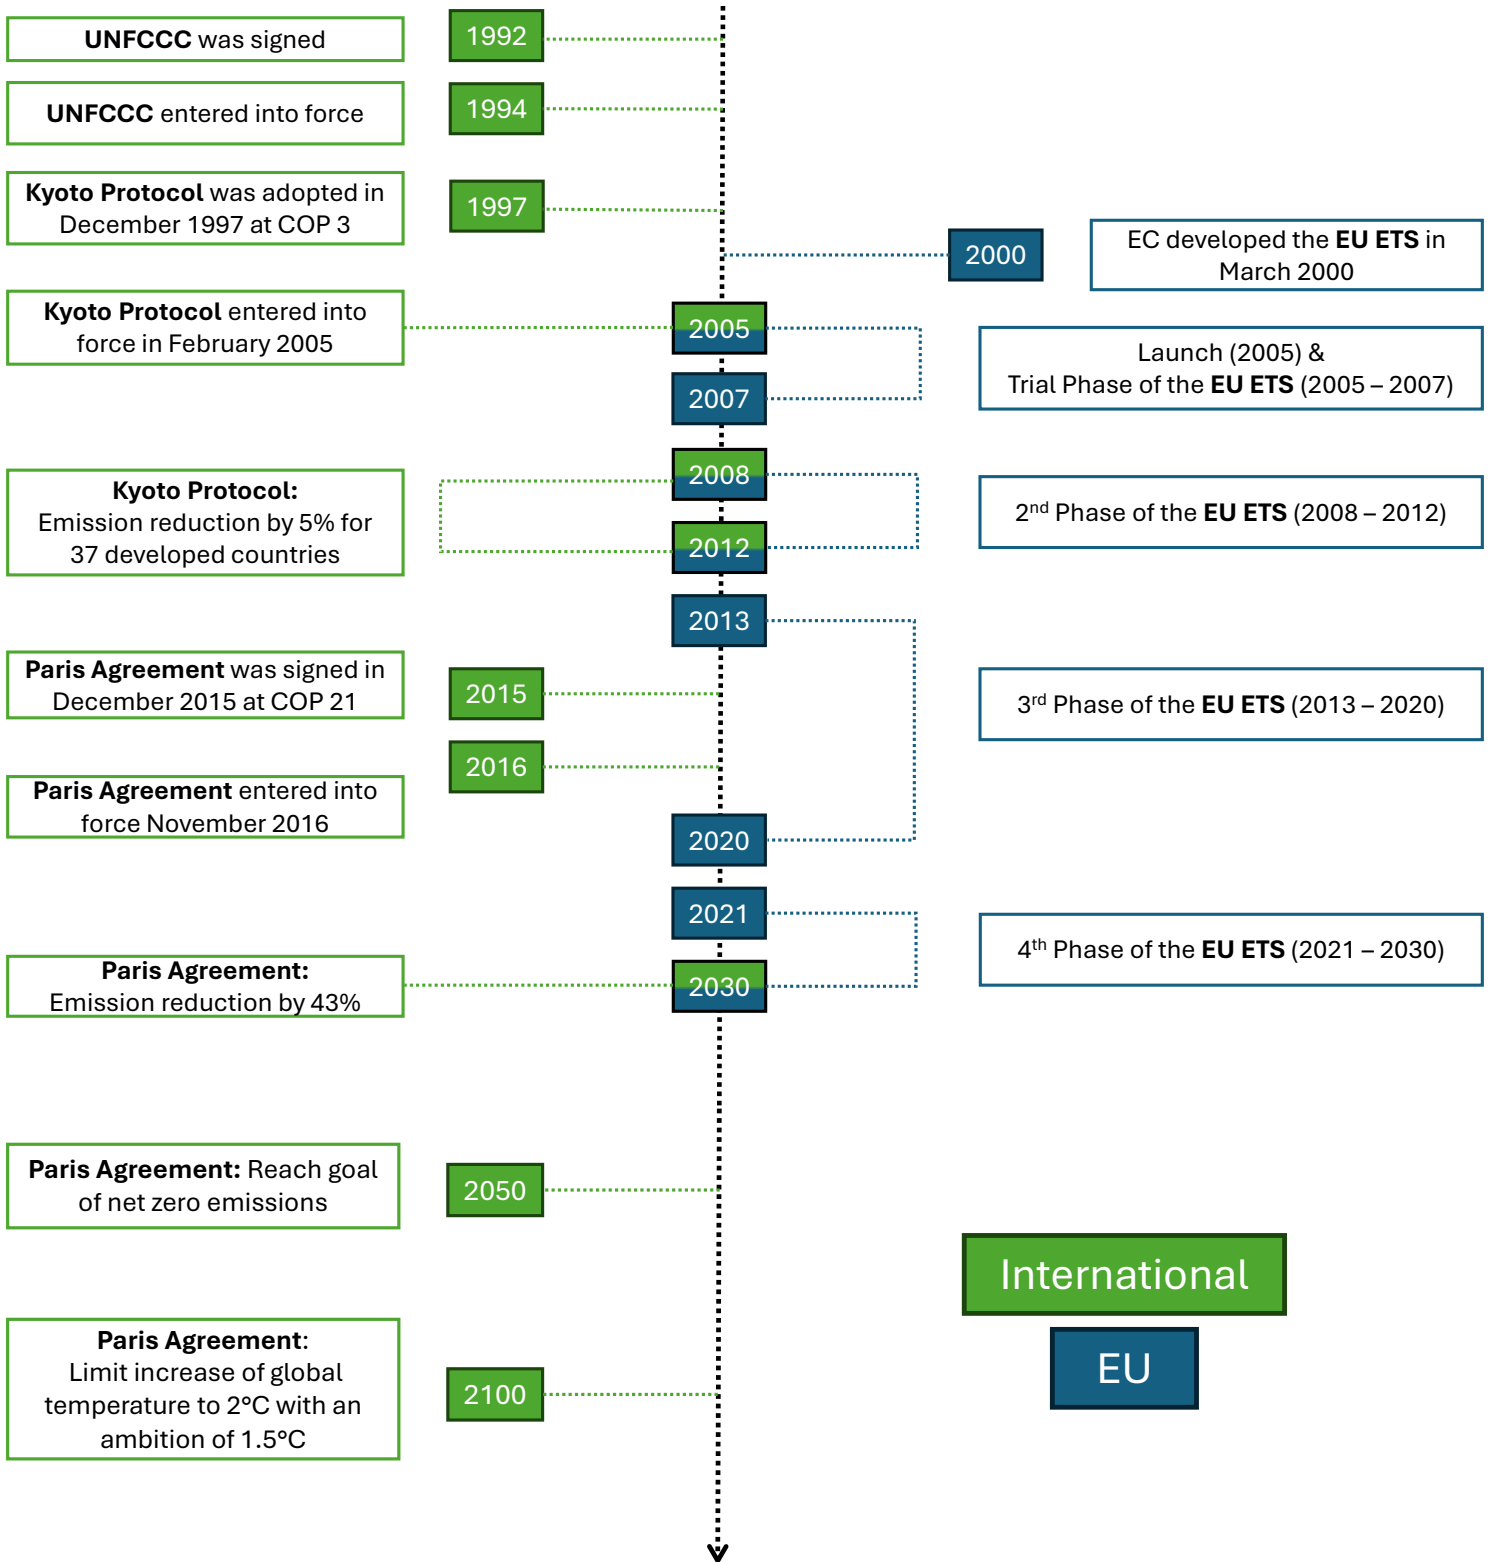 UNFCCC was signed
1992
UNFCCC entered into force
1994
Kyoto Protocol was adopted in
December 1997 at COP 3
1997
2000
EC developed the EU ETS in
March 2000
Kyoto Protocol entered into
force in February 2005
2005
2007
Launch (2005) &
Trial Phase of the EU ETS (2005 – 2007)
Kyoto Protocol:
Emission reduction by 5% for
37 developed countries
2008
2012
2nd Phase of the EU ETS (2008 – 2012)
2013
Paris Agreement was signed in
December 2015 at COP 21
2015
3rd Phase of the EU ETS (2013 – 2020)
2016
Paris Agreement entered into
force November 2016
2020
2021
4th Phase of the EU ETS (2021 – 2030)
Paris Agreement:
Emission reduction by 43%
2030
Paris Agreement: Reach goal
of net zero emissions
2050
International
EU
Paris Agreement:
Limit increase of global
temperature to 2°C with an
ambition of 1.5°C
2100